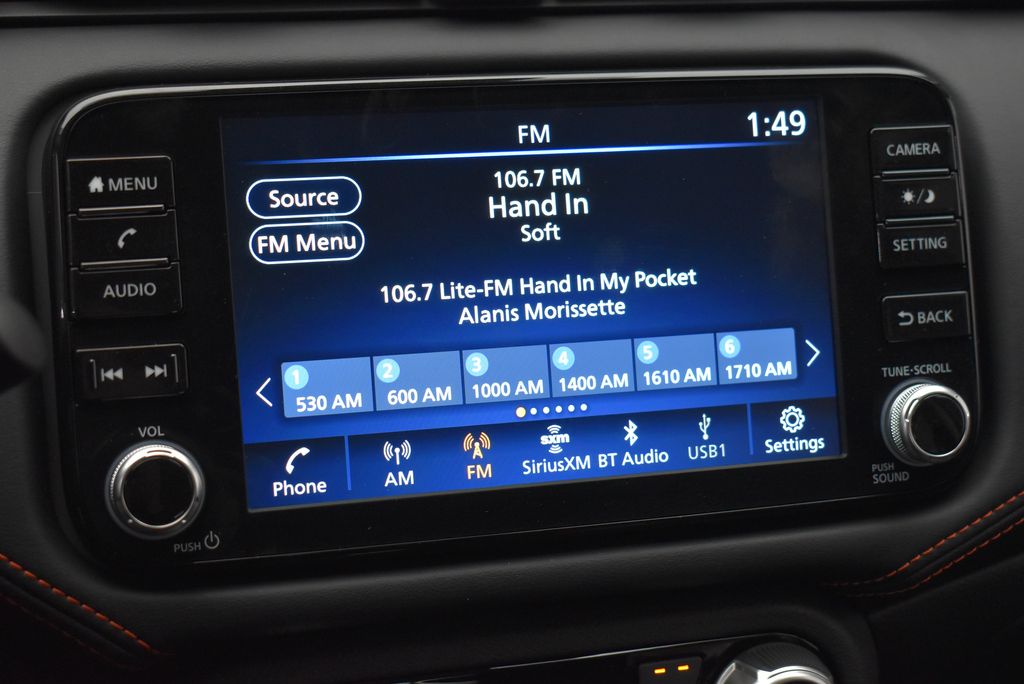 FM
1:49
MENU
AUDIO
VOL
PUSH
Source
FM Menu
106.7 FM
Hand In
Soft
106.7 Lite-FM Hand In My Pocket
Alanis Morissette
1 530 AM
2 600 AM
3 1000 AM
4 1400 AM
5 1610 AM
6 1710 AM
Phone
AM
FM
sxm
SiriusXM
BT Audio
USB1
Settings
CAMERA
SETTING
BACK
TUNE·SCROLL
PUSH
SOUND